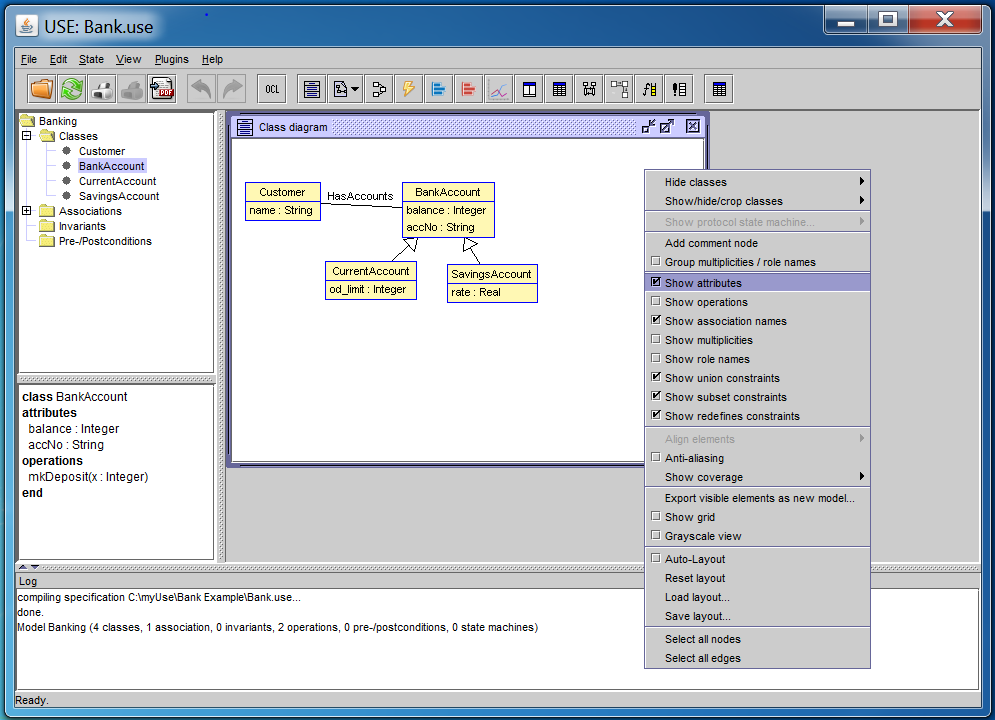 USE: Bank.use
File Edit State View Plugins Help
PDF OCL
Banking
Classes
Customer
BankAccount
CurrentAccount
SavingsAccount
Associations
Invariants
Pre-/Postconditions
class BankAccount
attributes
balance : Integer
accNo : String
operations
mkDeposit(x : Integer)
end
Class diagram
Customer
name : String
HasAccounts
BankAccount
balance : Integer
accNo : String
CurrentAccount
od_limit : Integer
SavingsAccount
rate : Real
Hide classes
Show/hide/crop classes
Show protocol state machine...
Add comment node
Group multiplicities / role names
Show attributes
Show operations
Show association names
Show multiplicities
Show role names
Show union constraints
Show subset constraints
Show redefines constraints
Align elements
Anti-aliasing
Show coverage
Export visible elements as new model...
Show grid
Grayscale view
Auto-Layout
Reset layout
Load layout...
Save layout...
Select all nodes
Select all edges
Log
compiling specification C:\myUse\Bank Example\Bank.use...
done.
Model Banking (4 classes, 1 association, 0 invariants, 2 operations, 0 pre-/postconditions, 0 state machines)
Ready.